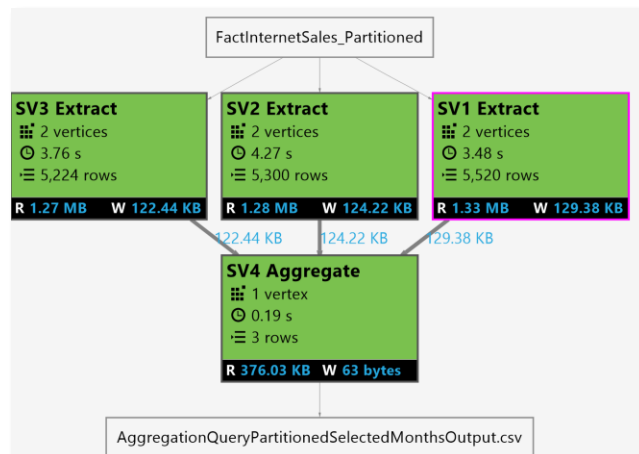 FactInternetSales_Partitioned
SV3 Extract
2 vertices
3.76 s
5,224 rows
R 1.27 MB W 122.44 KB
SV2 Extract
2 vertices
4.27 s
5,300 rows
R 1.28 MB W 124.22 KB
SV1 Extract
2 vertices
3.48 s
5,520 rows
R 1.33 MB W 129.38 KB
122.44 KB
124.22 KB
129.38 KB
SV4 Aggregate
1 vertex
0.19 s
3 rows
R 376.03 KB W 63 bytes
AggregationQueryPartitionedSelectedMonthsOutput.csv